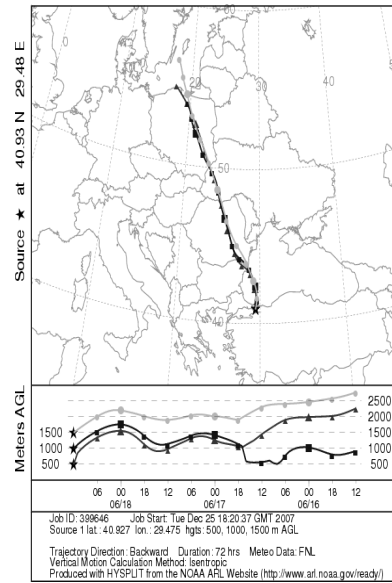 Source ★ at 40.93 N 29.48 E
0
10
20
30
40
50
50
40
Meters AGL
1500
1000
500
2500
2000
1500
1000
500
06 00 18 12 06 00 18 12 06 00 18 12
06/18 06/17 06/16
Job ID: 399646 Job Start: Tue Dec 25 18:20:37 GMT 2007
Source 1 lat.: 40.927 lon.: 29.475 hgts: 500, 1000, 1500 m AGL
Trajectory Direction: Backward Duration: 72 hrs Meteo Data: FNL
Vertical Motion Calculation Method: Isentropic
Produced with HYSPLIT from the NOAA ARL Website (http://www.arl.noaa.gov/ready/)